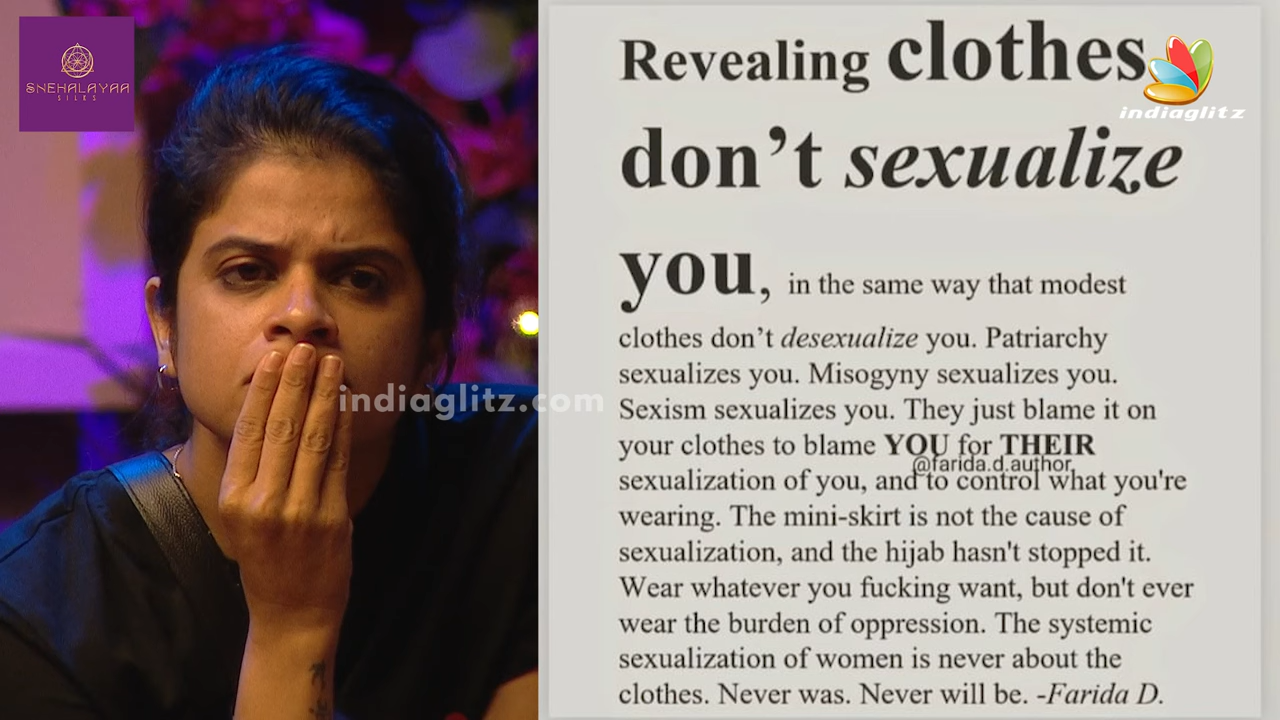 SNEHALAYAA
SILKS
indiaglitz.com
indiaglitz
Revealing clothes
don’t sexualize
you, in the same way that modest
clothes don’t desexualize you. Patriarchy
sexualizes you. Misogyny sexualizes you.
Sexism sexualizes you. They just blame it on
your clothes to blame YOU for THEIR
@farida.d.author
sexualization of you, and to control what you're
wearing. The mini-skirt is not the cause of
sexualization, and the hijab hasn't stopped it.
Wear whatever you fucking want, but don't ever
wear the burden of oppression. The systemic
sexualization of women is never about the
clothes. Never was. Never will be. -Farida D.